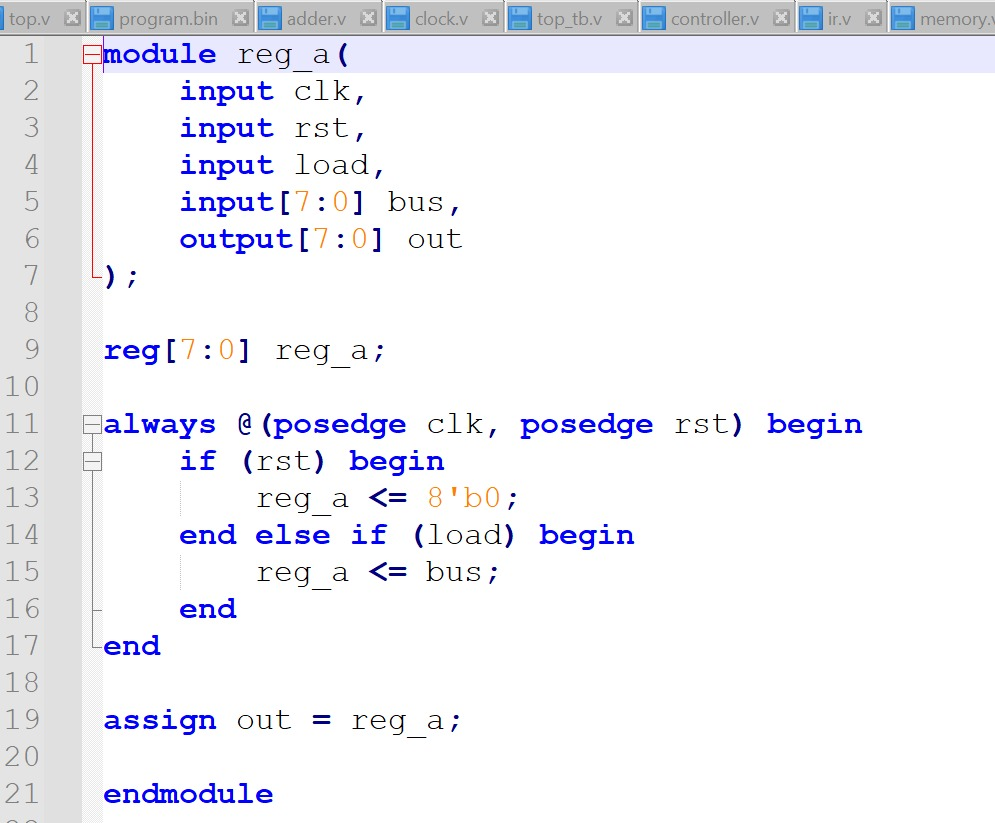 top.v program.bin adder.v clock.v top_tb.v controller.v ir.v memory.v
1 module reg_a(
2     input clk,
3     input rst,
4     input load,
5     input[7:0] bus,
6     output[7:0] out
7 );
8
9 reg[7:0] reg_a;
10
11 always @(posedge clk, posedge rst) begin
12     if (rst) begin
13         reg_a <= 8'b0;
14     end else if (load) begin
15         reg_a <= bus;
16     end
17 end
18
19 assign out = reg_a;
20
21 endmodule